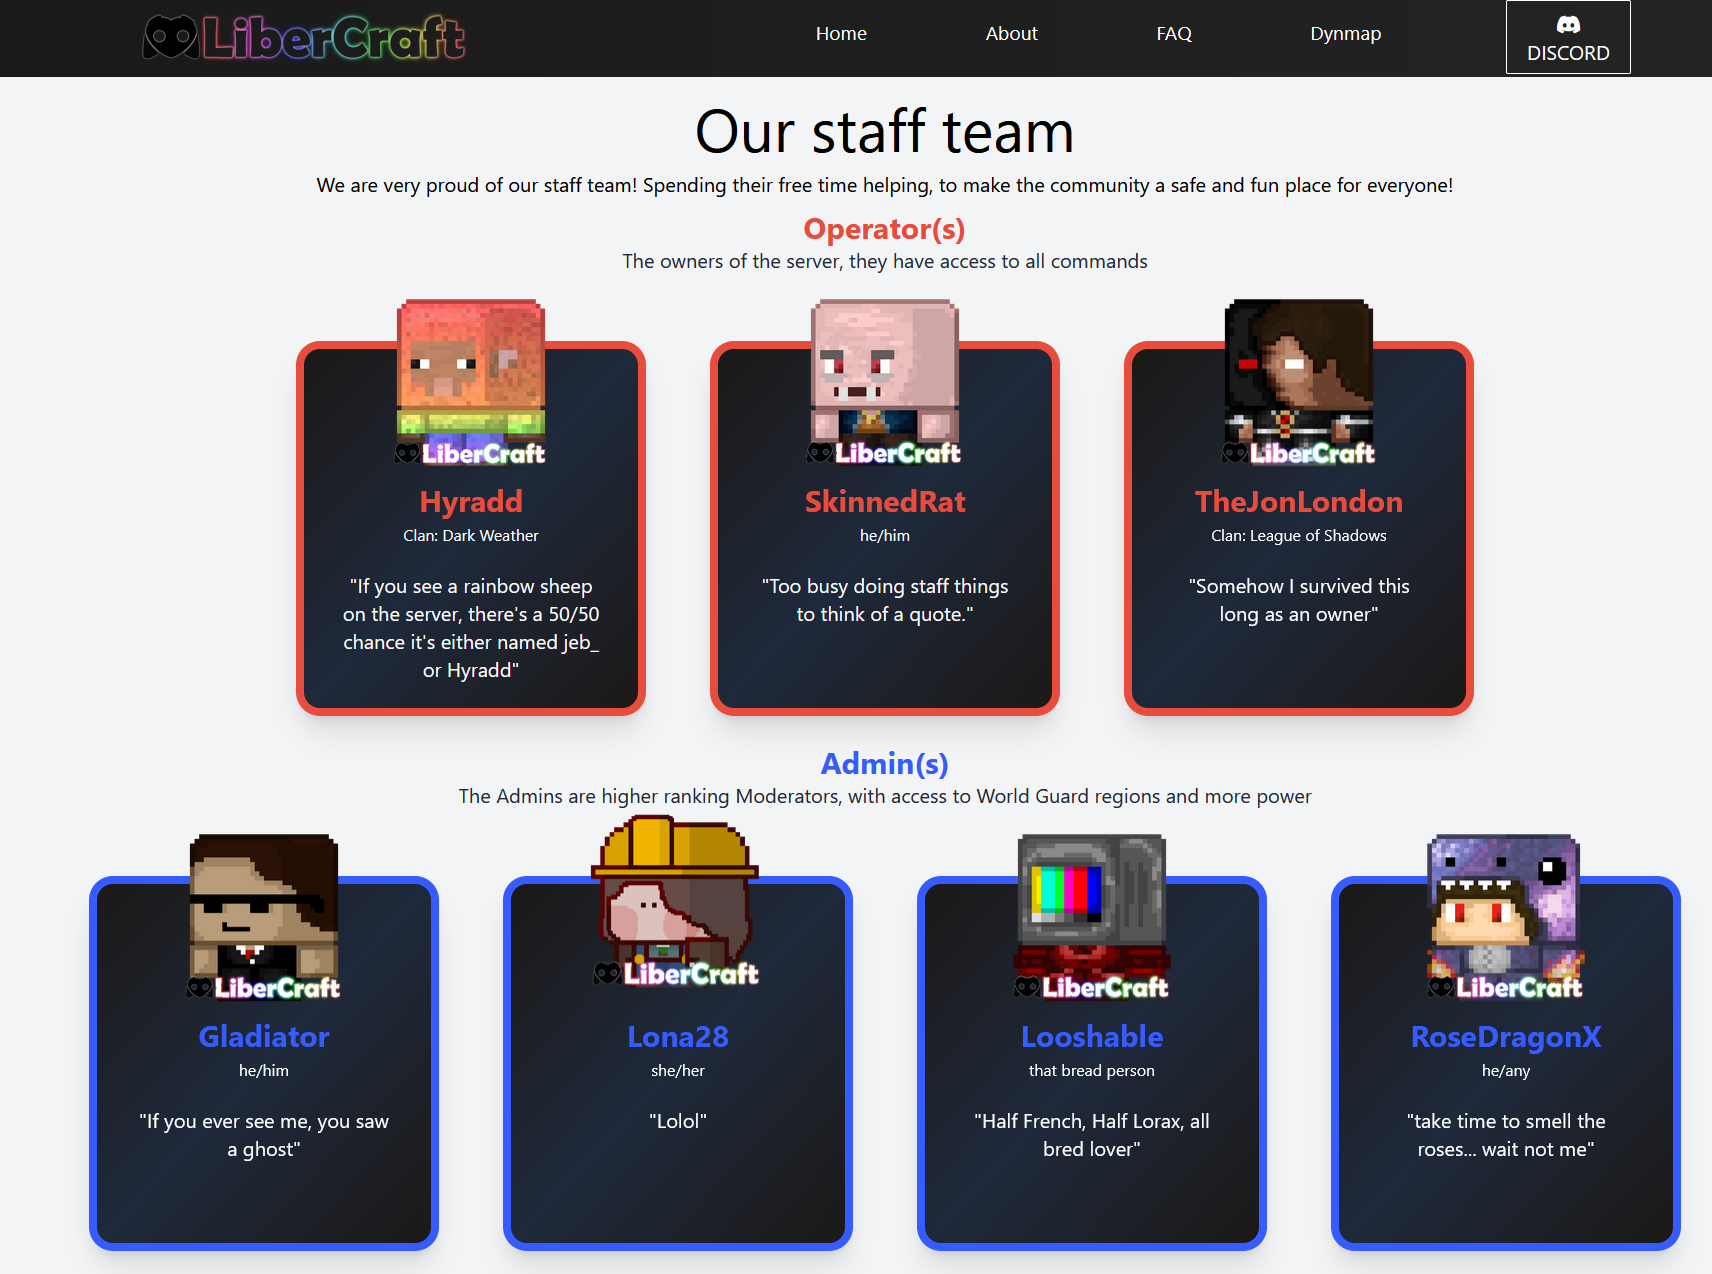 LiberCraft
Home
About
FAQ
Dynmap
DISCORD
Our staff team
We are very proud of our staff team! Spending their free time helping, to make the community a safe and fun place for everyone!
Operator(s)
The owners of the server, they have access to all commands
LiberCraft
Hyradd
Clan: Dark Weather
"If you see a rainbow sheep
on the server, there's a 50/50
chance it's either named jeb_
or Hyradd"
LiberCraft
SkinnedRat
he/him
"Too busy doing staff things
to think of a quote."
LiberCraft
TheJonLondon
Clan: League of Shadows
"Somehow I survived this
long as an owner"
Admin(s)
The Admins are higher ranking Moderators, with access to World Guard regions and more power
LiberCraft
Gladiator
he/him
"If you ever see me, you saw
a ghost"
LiberCraft
Lona28
she/her
"Lolol"
LiberCraft
Looshable
that bread person
"Half French, Half Lorax, all
bred lover"
LiberCraft
RoseDragonX
he/any
"take time to smell the
roses... wait not me"